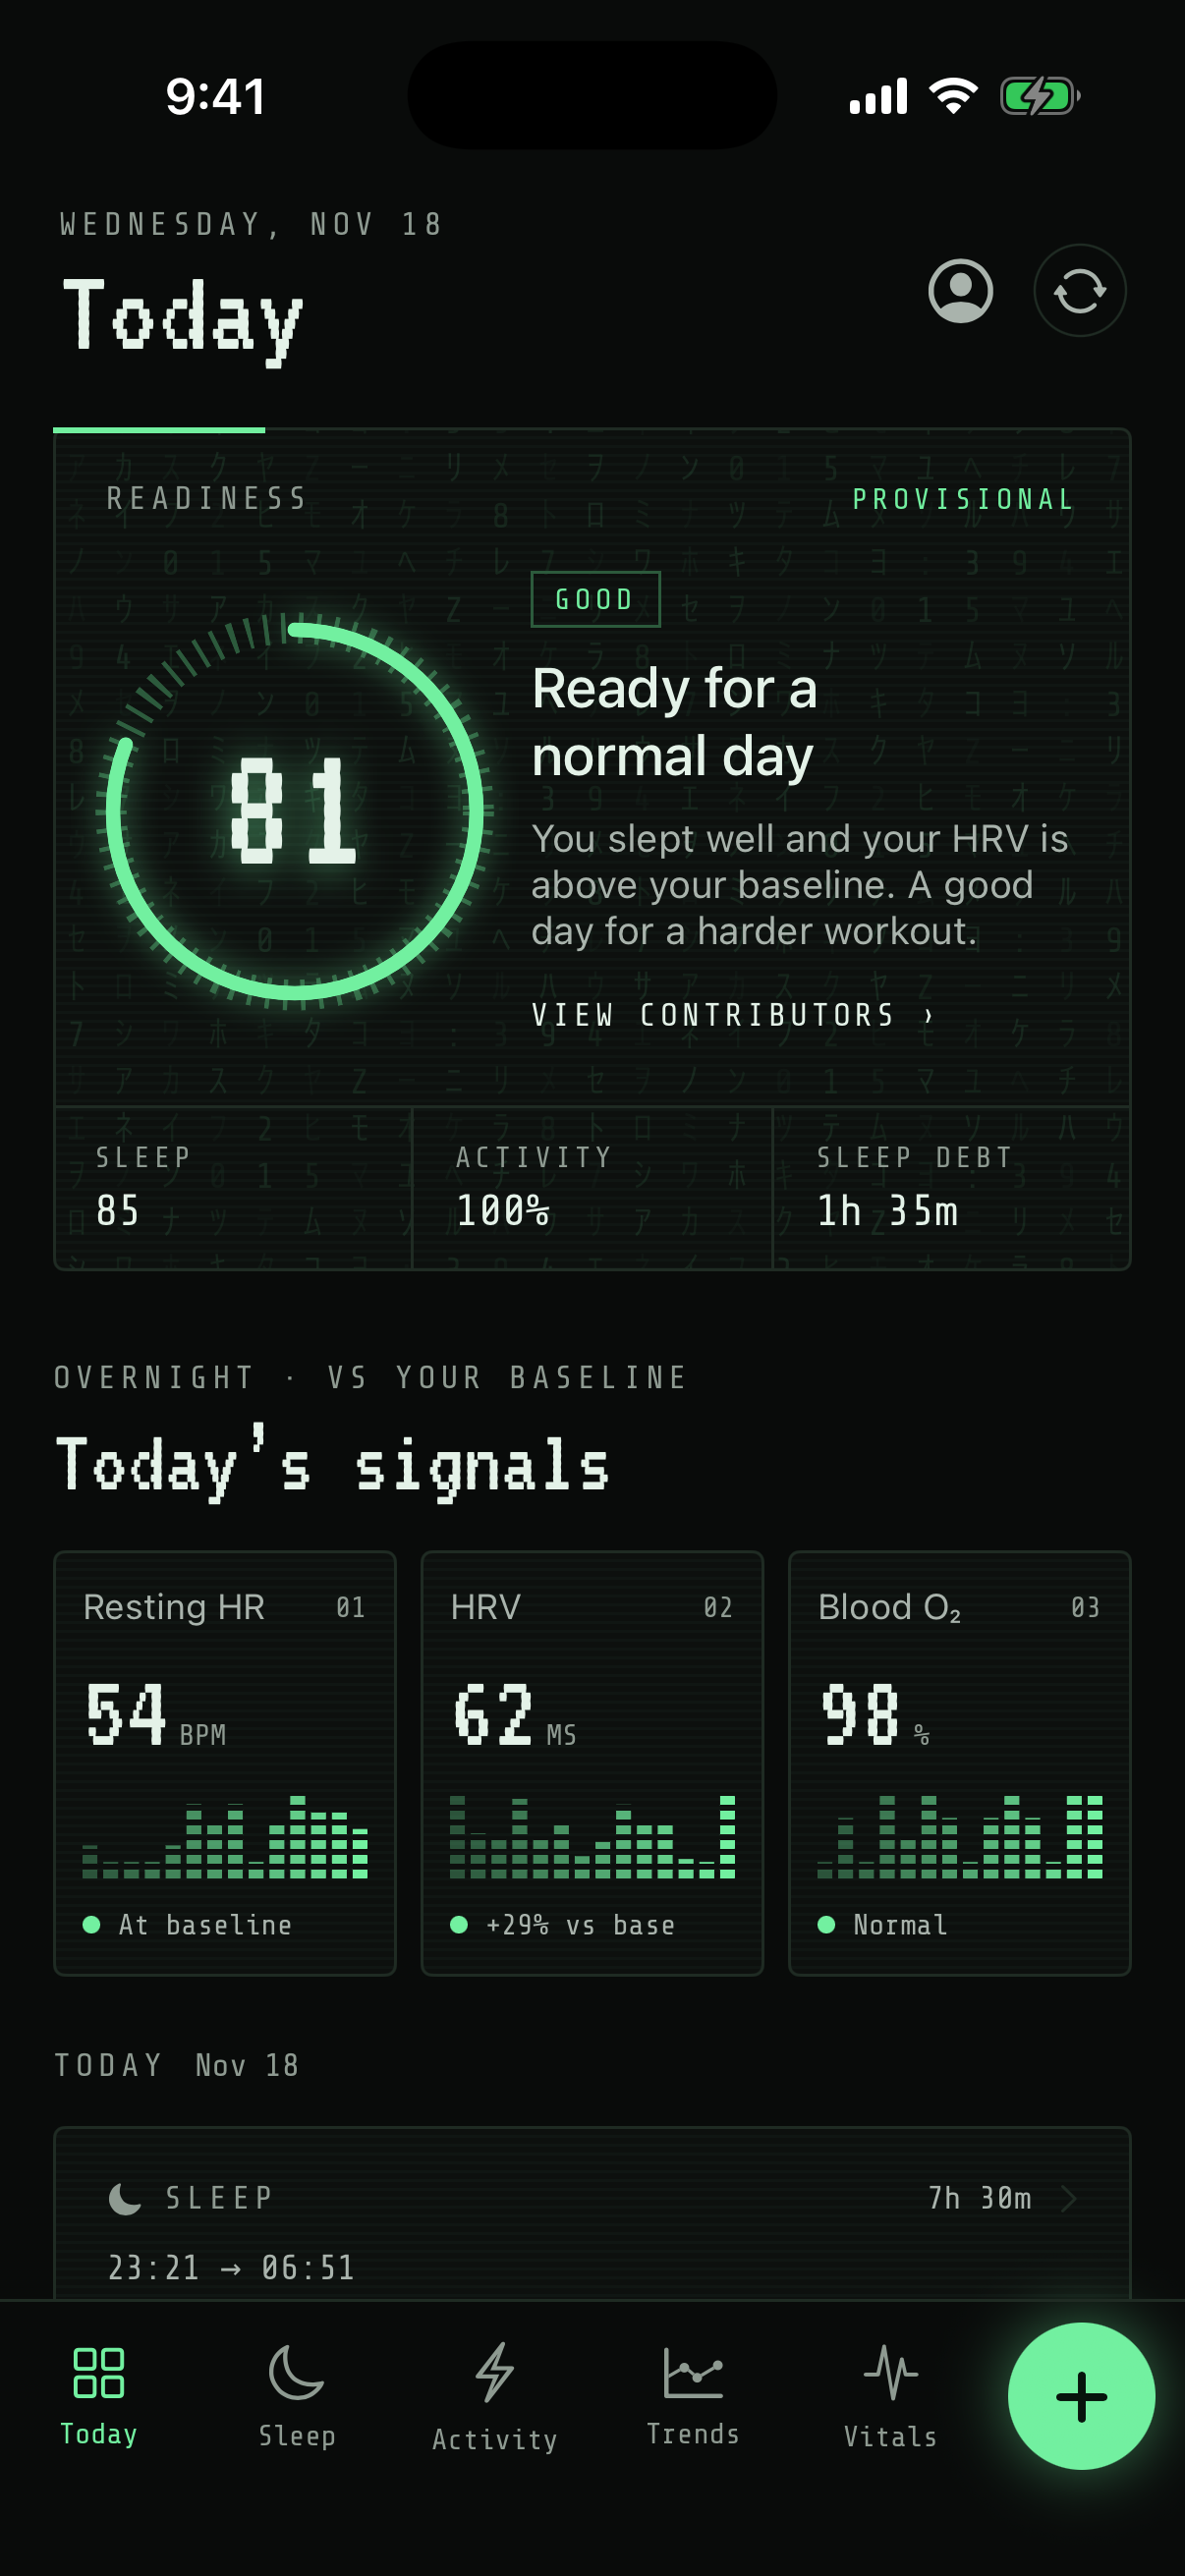 9:41
WEDNESDAY, NOV 18
Today
READINESS
PROVISIONAL
GOOD
Ready for a
normal day
81
You slept well and your HRV is
above your baseline. A good
day for a harder workout.
VIEW CONTRIBUTORS ›
SLEEP
85
ACTIVITY
100%
SLEEP DEBT
1h 35m
OVERNIGHT · VS YOUR BASELINE
Today's signals
Resting HR 01
54 BPM
At baseline
HRV 02
62 MS
+29% vs base
Blood O₂ 03
98 %
Normal
TODAY Nov 18
SLEEP 7h 30m
23:21 → 06:51
Today
Sleep
Activity
Trends
Vitals